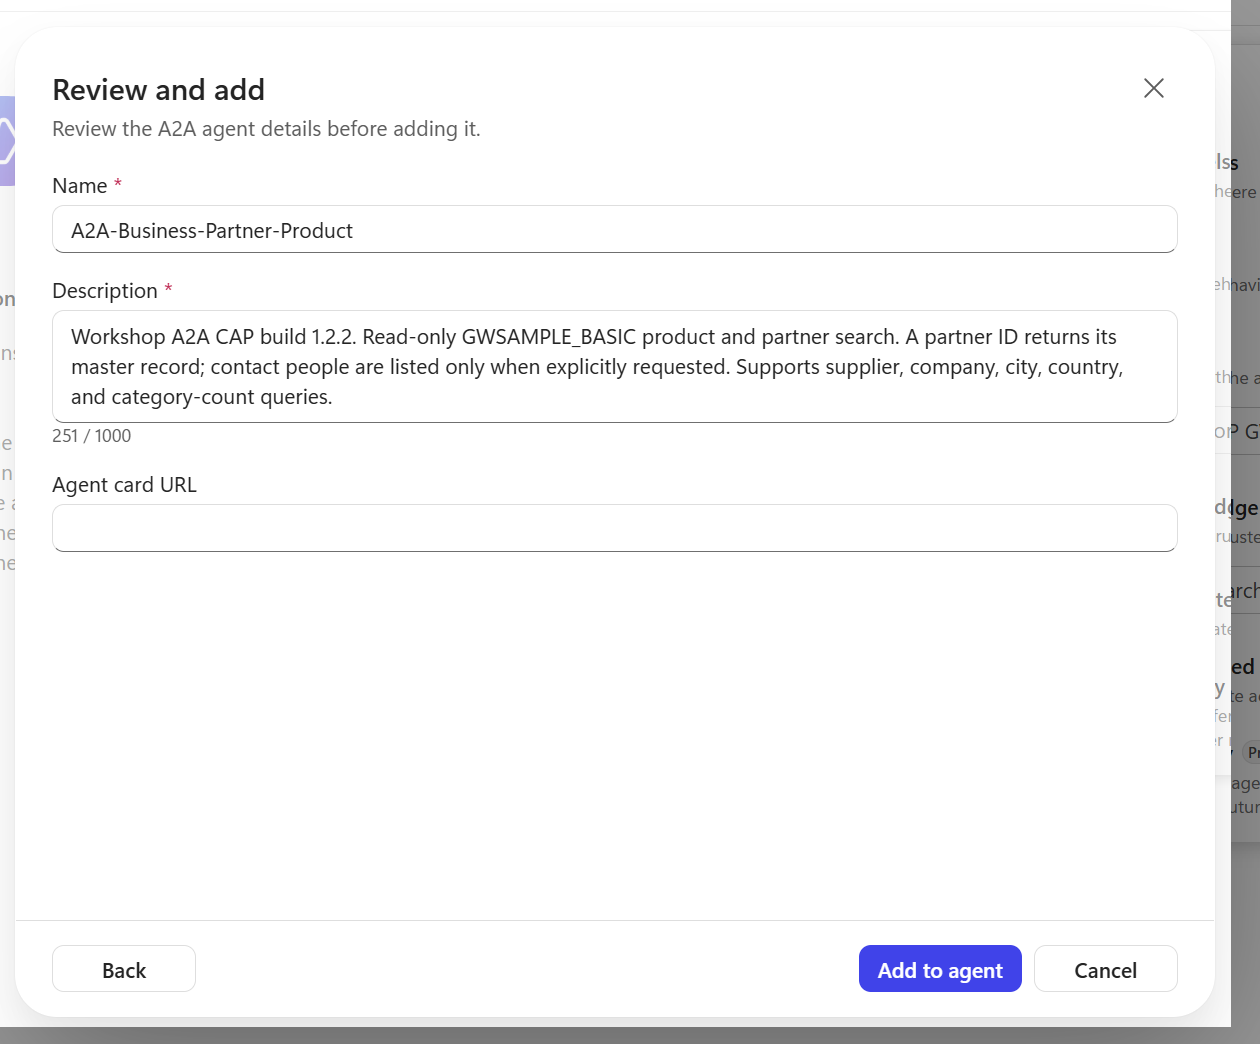 Review and add
Review the A2A agent details before adding it.
Name *
A2A-Business-Partner-Product
Description *
Workshop A2A CAP build 1.2.2. Read-only GWSAMPLE_BASIC product and partner search. A partner ID returns its
master record; contact people are listed only when explicitly requested. Supports supplier, company, city, country,
and category-count queries.
251 / 1000
Agent card URL
Back
Add to agent
Cancel